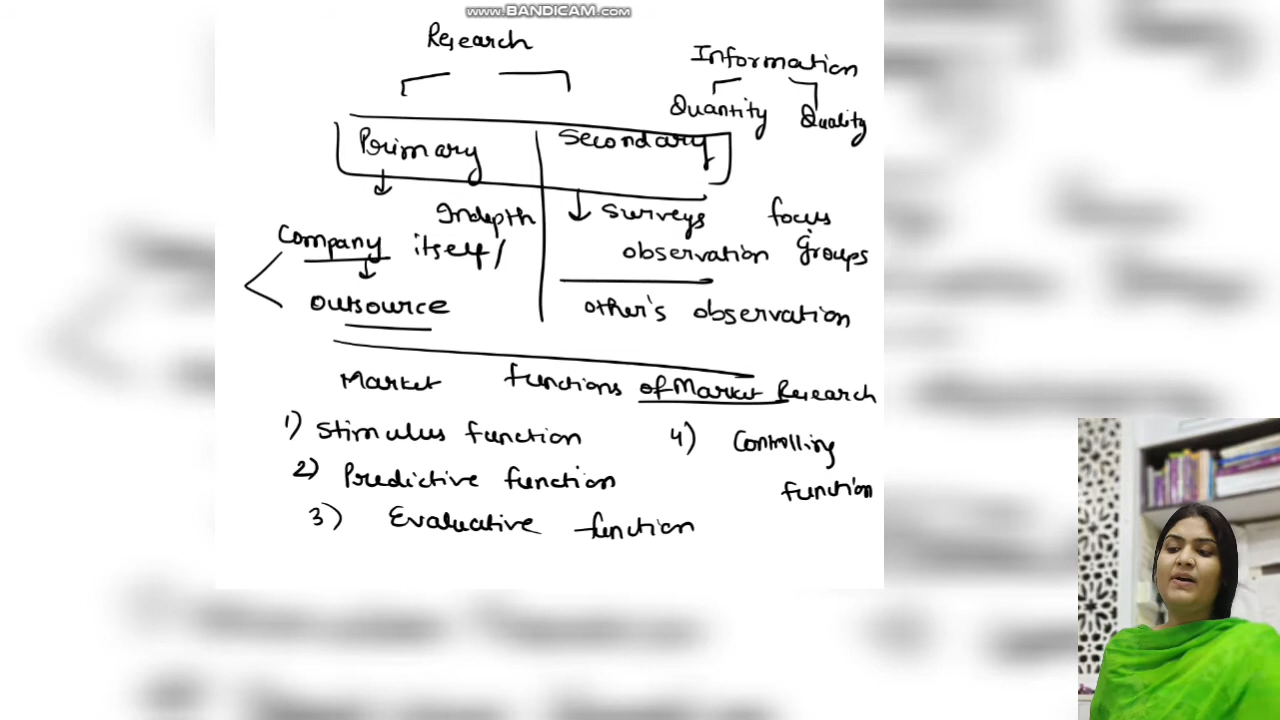 www.BANDICAM.com
Research
Information
Quantity Quality
Primary Secondary
Indepth
Company itself/
outsource
surveys focus
observation groups
other's observation
Market functions of Market Research
1) Stimulus function
2) Predictive function
3) Evaluative function
4) Controlling
function